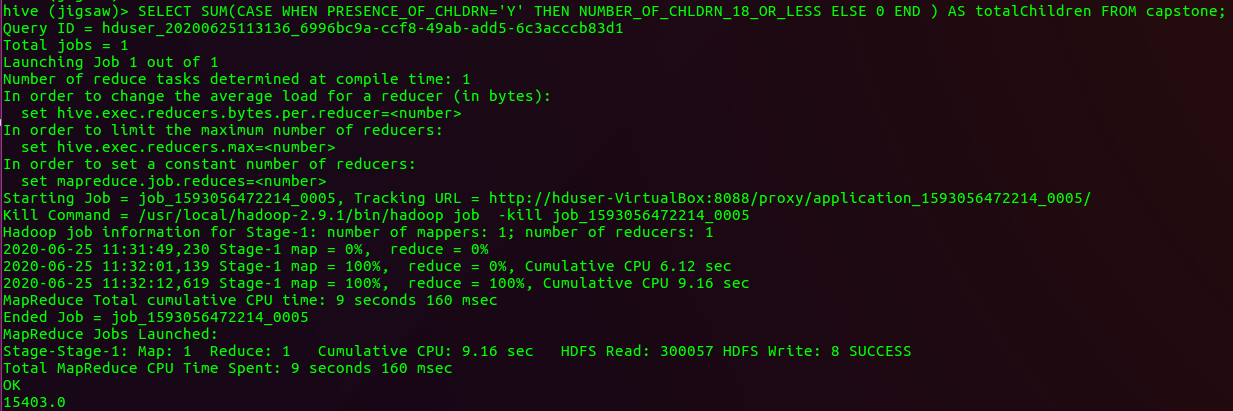 hive (jigsaw)> SELECT SUM(CASE WHEN PRESENCE_OF_CHLDRN='Y' THEN NUMBER_OF_CHLDRN_18_OR_LESS ELSE 0 END ) AS totalChildren FROM capstone;
Query ID = hduser_20200625113136_6996bc9a-ccf8-49ab-add5-6c3acccb83d1
Total jobs = 1
Launching Job 1 out of 1
Number of reduce tasks determined at compile time: 1
In order to change the average load for a reducer (in bytes):
  set hive.exec.reducers.bytes.per.reducer=<number>
In order to limit the maximum number of reducers:
  set hive.exec.reducers.max=<number>
In order to set a constant number of reducers:
  set mapreduce.job.reduces=<number>
Starting Job = job_1593056472214_0005, Tracking URL = http://hduser-VirtualBox:8088/proxy/application_1593056472214_0005/
Kill Command = /usr/local/hadoop-2.9.1/bin/hadoop job  -kill job_1593056472214_0005
Hadoop job information for Stage-1: number of mappers: 1; number of reducers: 1
2020-06-25 11:31:49,230 Stage-1 map = 0%,  reduce = 0%
2020-06-25 11:32:01,139 Stage-1 map = 100%,  reduce = 0%, Cumulative CPU 6.12 sec
2020-06-25 11:32:12,619 Stage-1 map = 100%,  reduce = 100%, Cumulative CPU 9.16 sec
MapReduce Total cumulative CPU time: 9 seconds 160 msec
Ended Job = job_1593056472214_0005
MapReduce Jobs Launched:
Stage-Stage-1: Map: 1  Reduce: 1   Cumulative CPU: 9.16 sec   HDFS Read: 300057 HDFS Write: 8 SUCCESS
Total MapReduce CPU Time Spent: 9 seconds 160 msec
OK
15403.0